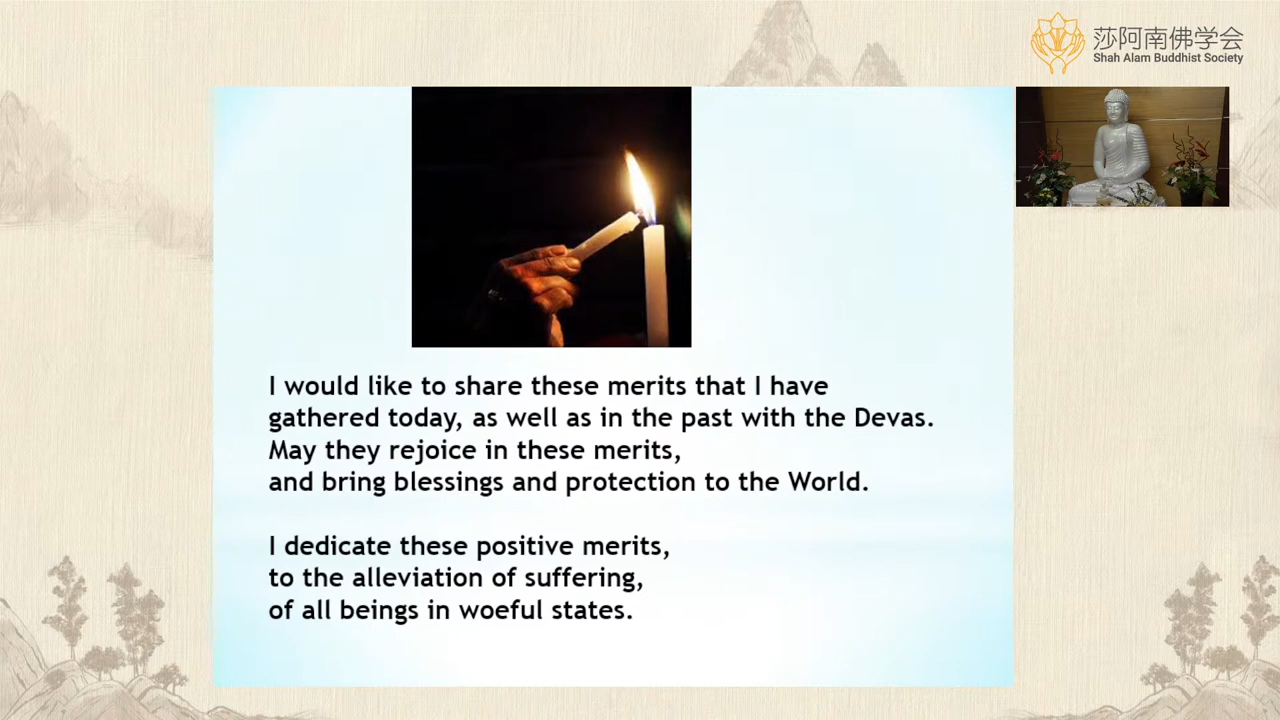 莎阿南佛学会
Shah Alam Buddhist Society
I would like to share these merits that I have
gathered today, as well as in the past with the Devas.
May they rejoice in these merits,
and bring blessings and protection to the World.
I dedicate these positive merits,
to the alleviation of suffering,
of all beings in woeful states.